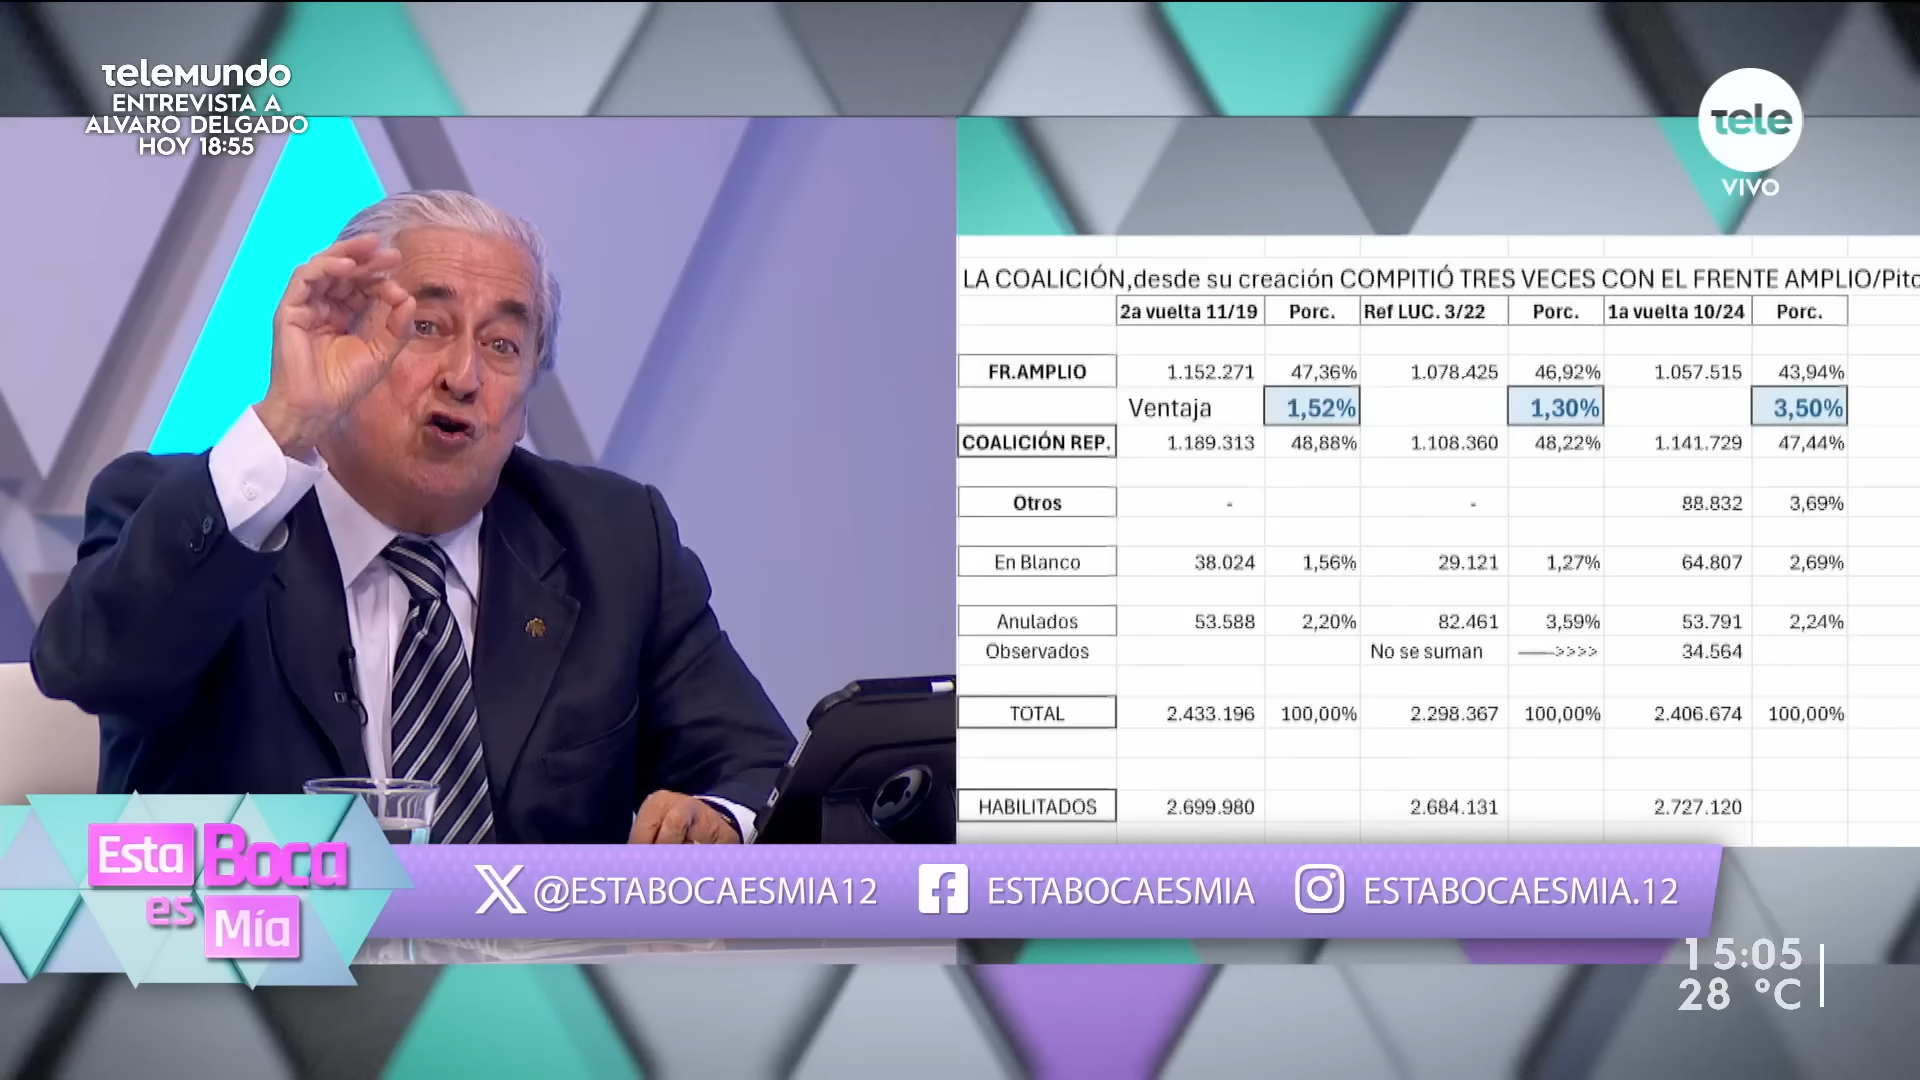 TELEMUNDO
ENTREVISTA A
ALVARO DELGADO
HOY 18:55
Tele
VIVO
LA COALICIÓN,desde su creación COMPITIÓ TRES VECES CON EL FRENTE AMPLIO/Pito
2a vuelta 11/19 Porc. Ref LUC. 3/22 Porc. 1a vuelta 10/24 Porc.
FR.AMPLIO 1.152.271 47,36% 1.078.425 46,92% 1.057.515 43,94%
Ventaja 1,52% 1,30% 3,50%
COALICIÓN REP. 1.189.313 48,88% 1.108.360 48,22% 1.141.729 47,44%
Otros - - 88.832 3,69%
En Blanco 38.024 1,56% 29.121 1,27% 64.807 2,69%
Anulados 53.588 2,20% 82.461 3,59% 53.791 2,24%
Observados No se suman ——>>>> 34.564
TOTAL 2.433.196 100,00% 2.298.367 100,00% 2.406.674 100,00%
HABILITADOS 2.699.980 2.684.131 2.727.120
Esta Boca
es Mía
@ESTABOCAESMIA12 ESTABOCAESMIA ESTABOCAESMIA.12
15:05
28 °C